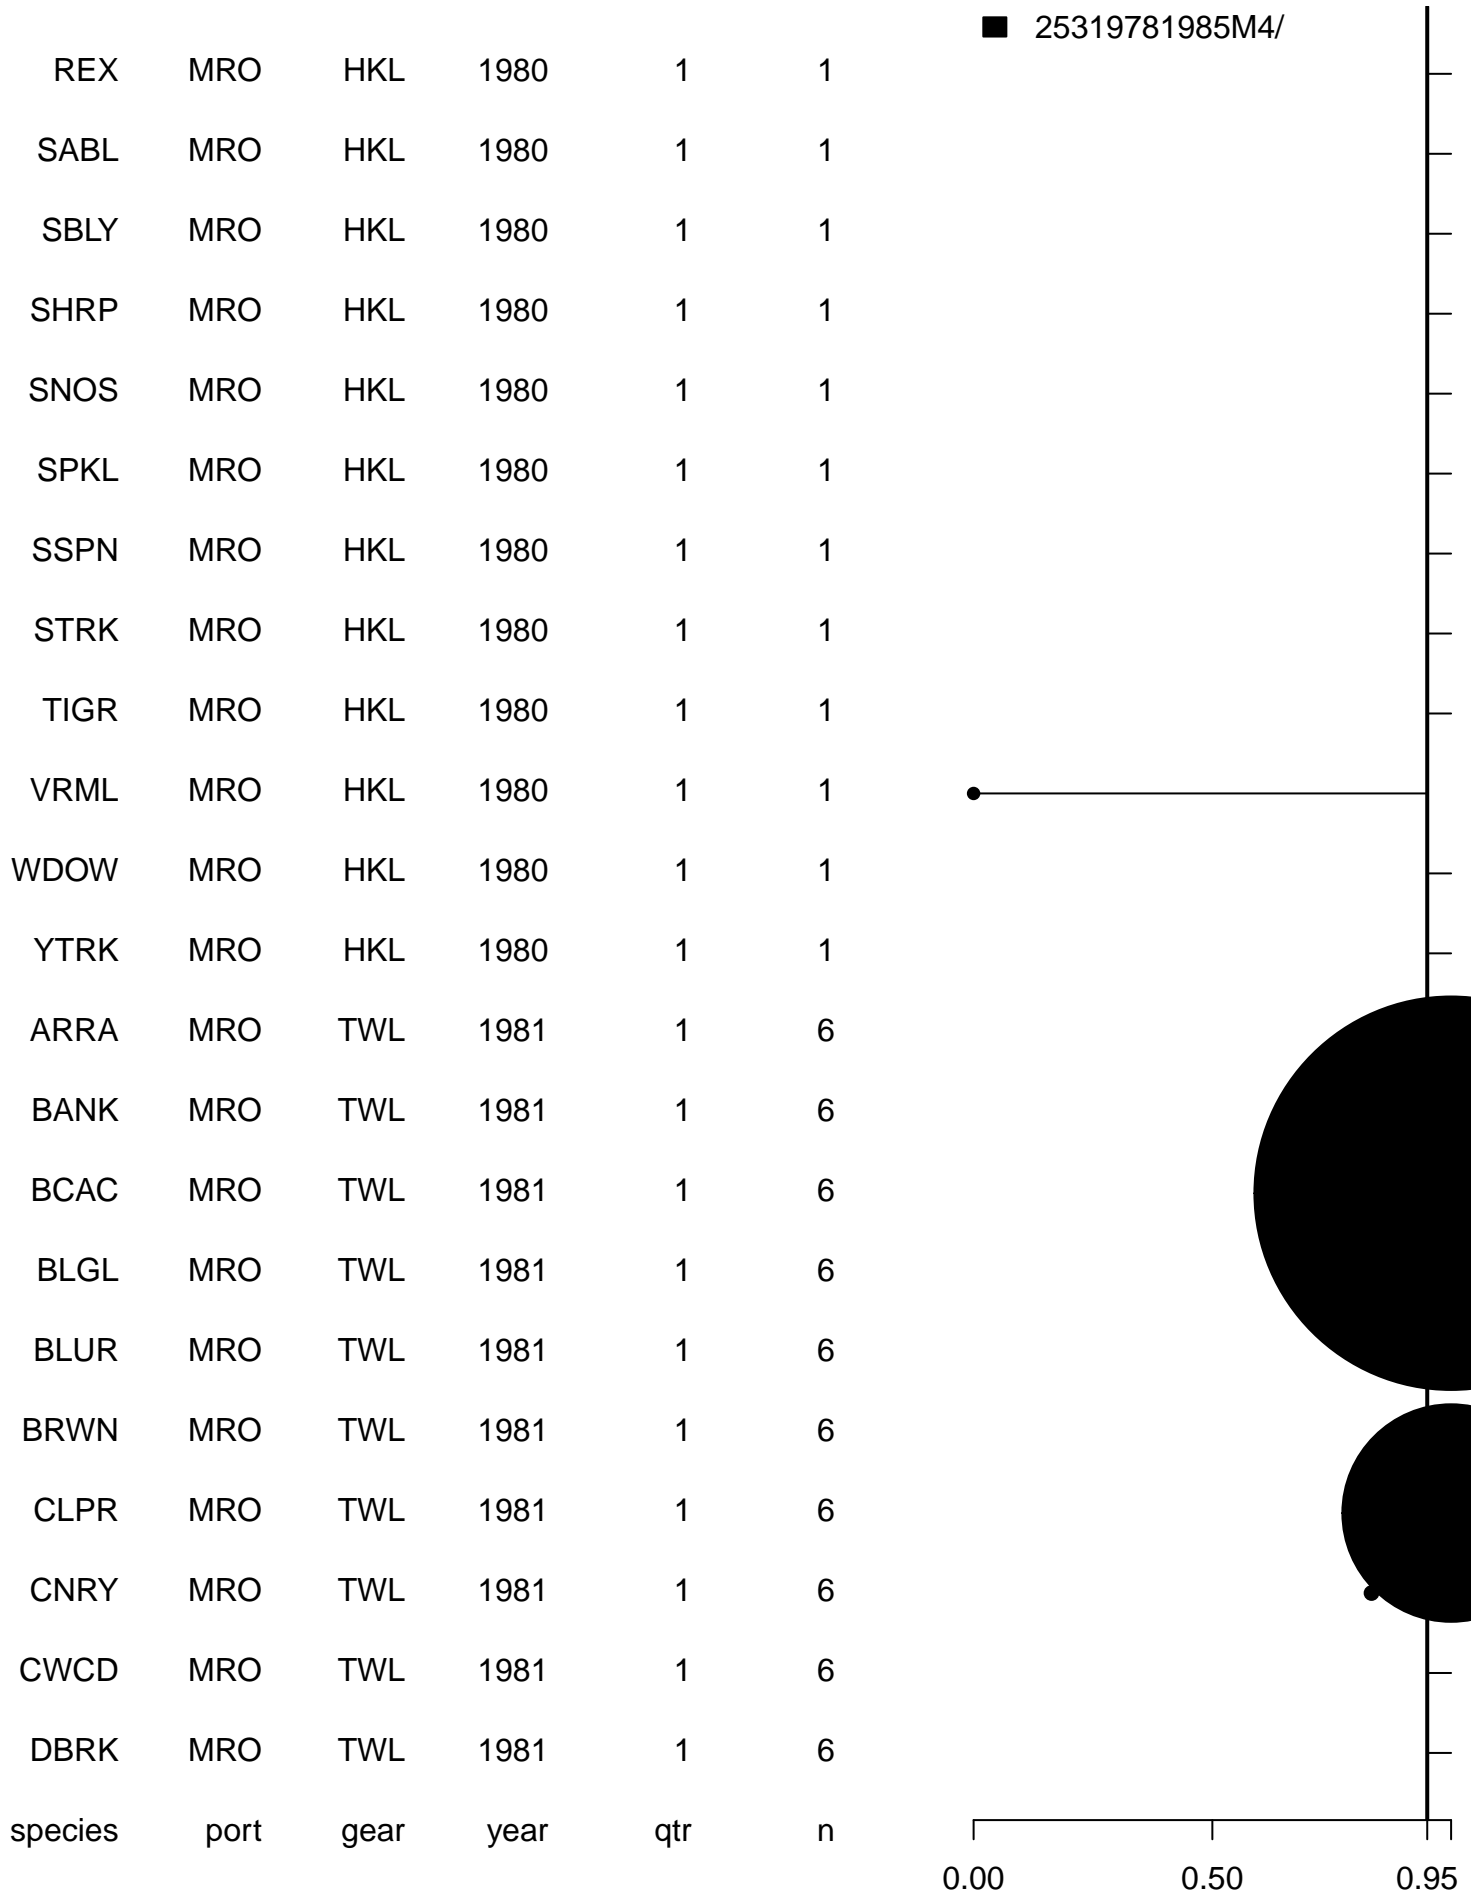 25319781985M4/
REX MRO HKL 1980 1 1
SABL MRO HKL 1980 1 1
SBLY MRO HKL 1980 1 1
SHRP MRO HKL 1980 1 1
SNOS MRO HKL 1980 1 1
SPKL MRO HKL 1980 1 1
SSPN MRO HKL 1980 1 1
STRK MRO HKL 1980 1 1
TIGR MRO HKL 1980 1 1
VRML MRO HKL 1980 1 1
WDOW MRO HKL 1980 1 1
YTRK MRO HKL 1980 1 1
ARRA MRO TWL 1981 1 6
BANK MRO TWL 1981 1 6
BCAC MRO TWL 1981 1 6
BLGL MRO TWL 1981 1 6
BLUR MRO TWL 1981 1 6
BRWN MRO TWL 1981 1 6
CLPR MRO TWL 1981 1 6
CNRY MRO TWL 1981 1 6
CWCD MRO TWL 1981 1 6
DBRK MRO TWL 1981 1 6
species port gear year qtr n
0.00 0.50 0.95